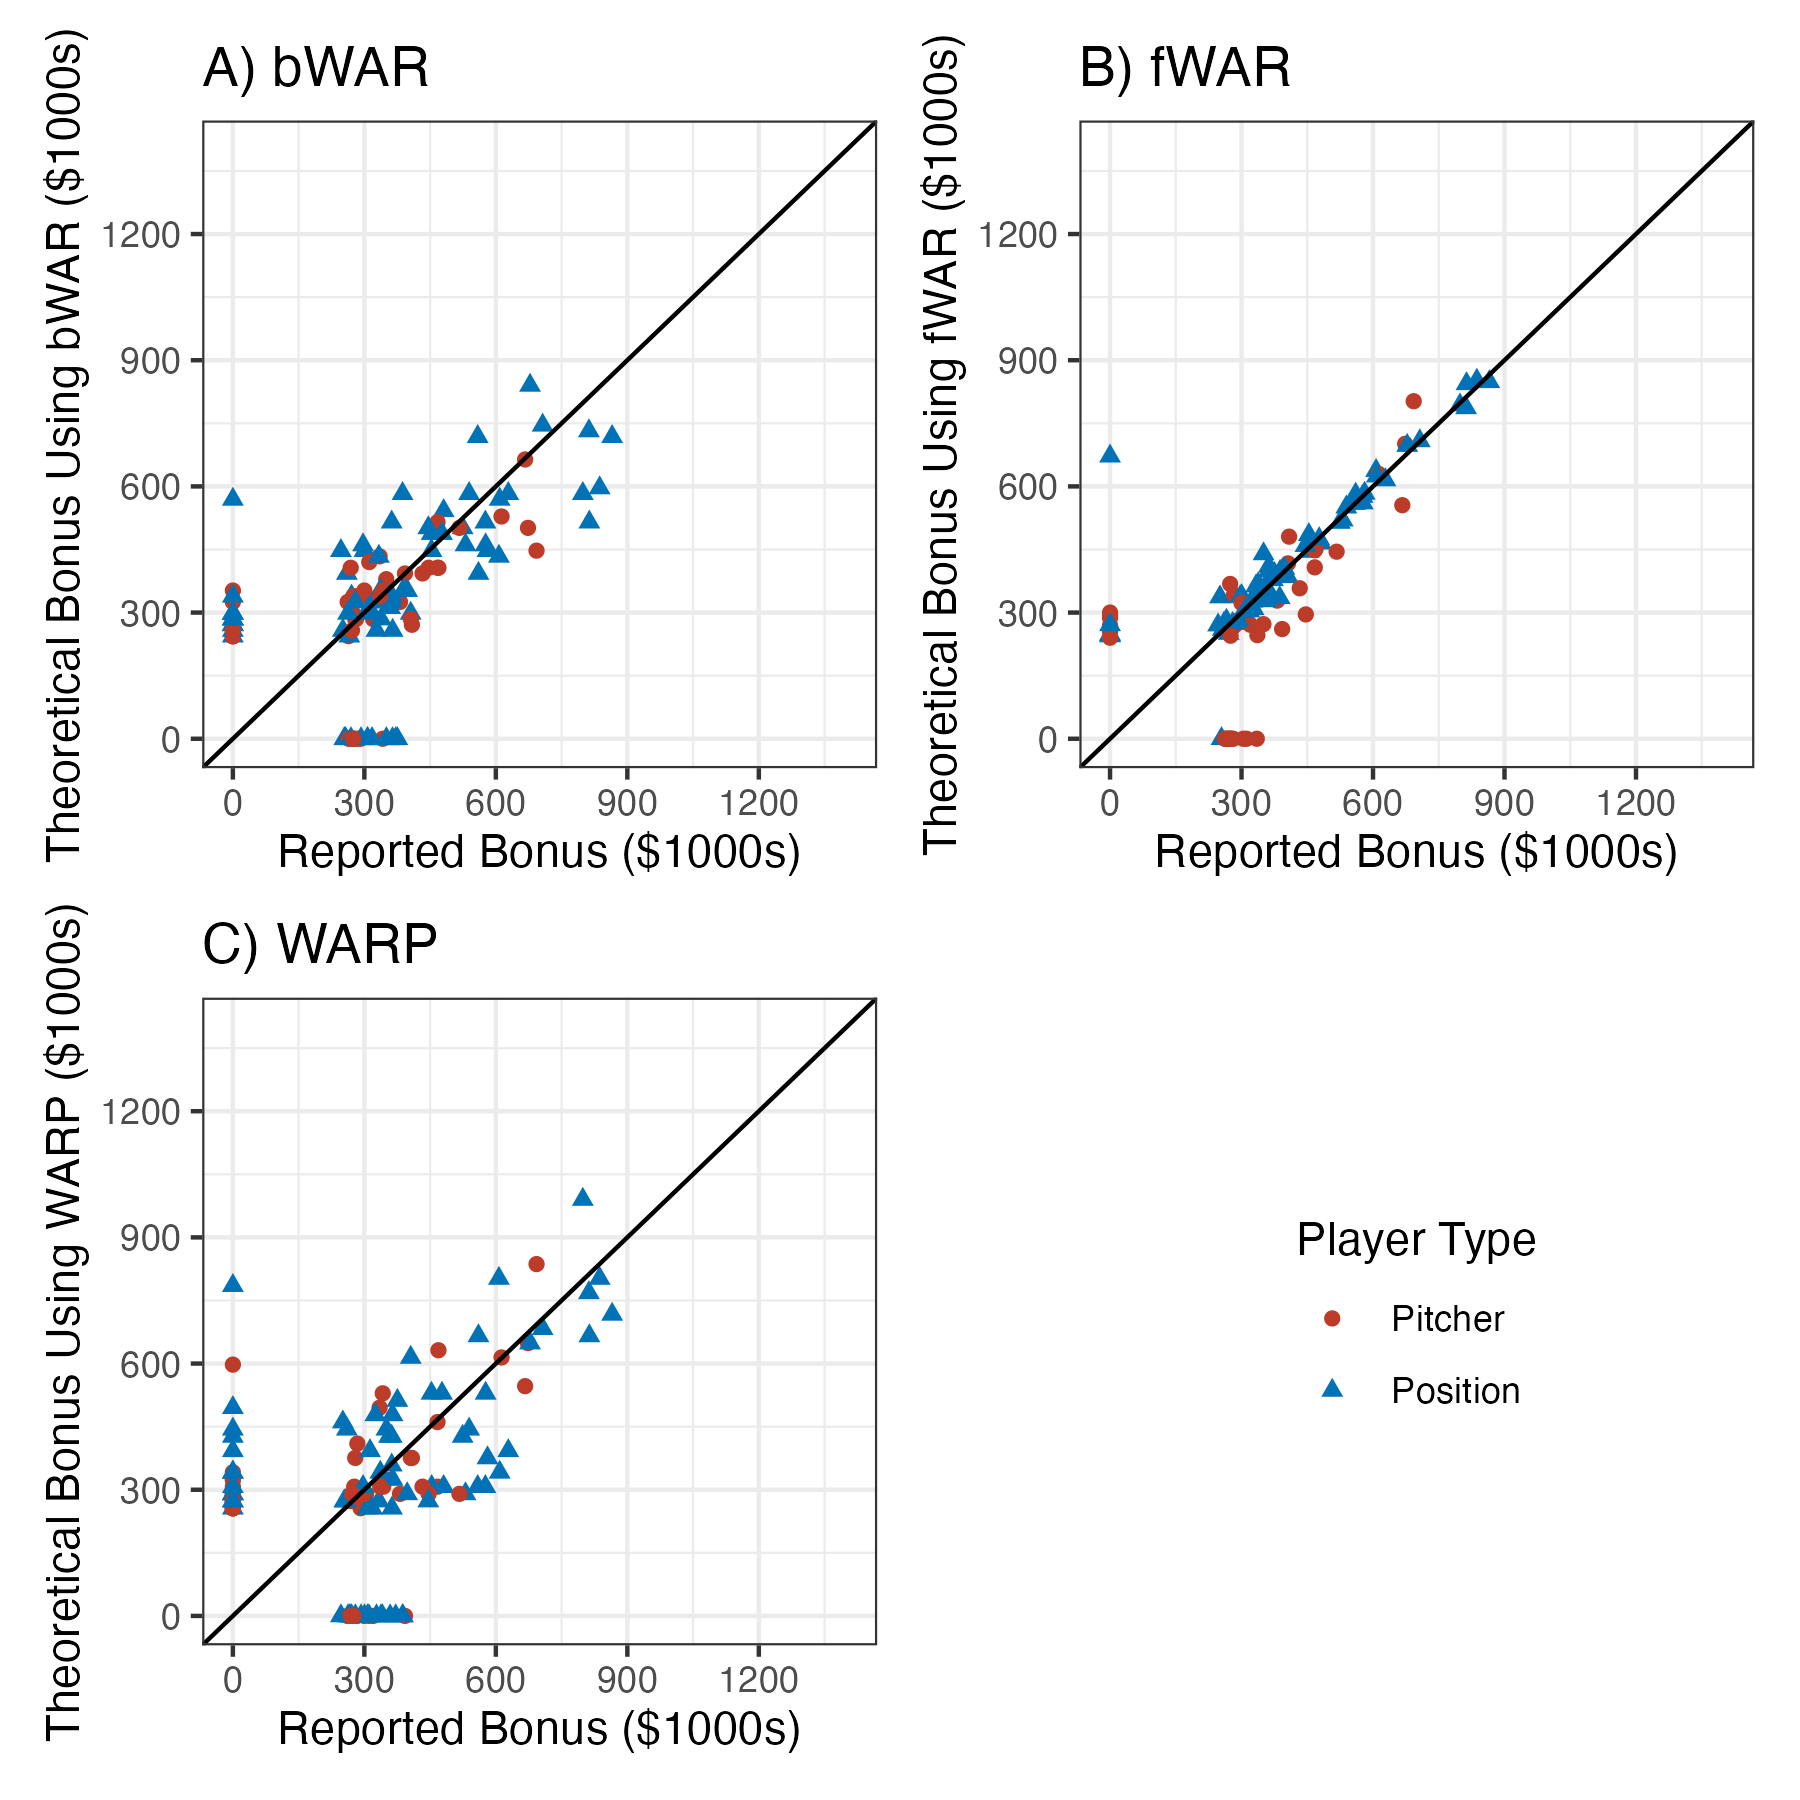 A) bWAR
Theoretical Bonus Using bWAR ($1000s)
1200
900
600
300
0
0 300 600 900 1200
Reported Bonus ($1000s)
B) fWAR
Theoretical Bonus Using fWAR ($1000s)
1200
900
600
300
0
0 300 600 900 1200
Reported Bonus ($1000s)
C) WARP
Theoretical Bonus Using WARP ($1000s)
1200
900
600
300
0
0 300 600 900 1200
Reported Bonus ($1000s)
Player Type
Pitcher
Position